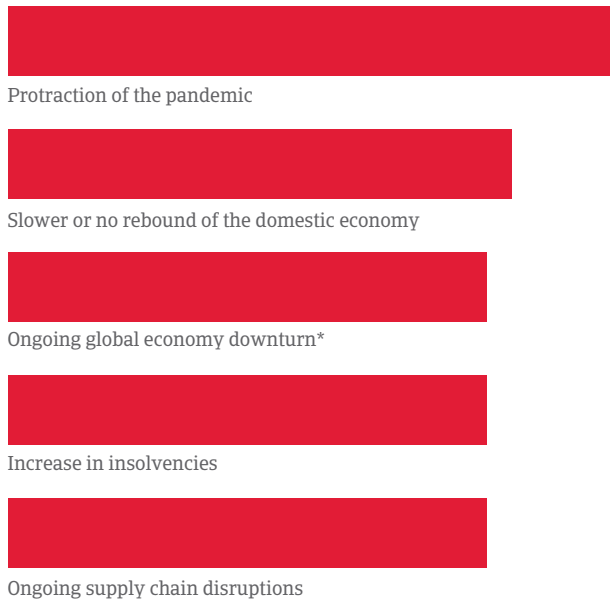 Protraction of the pandemic
Slower or no rebound of the domestic economy
Ongoing global economy downturn*
Increase in insolvencies
Ongoing supply chain disruptions